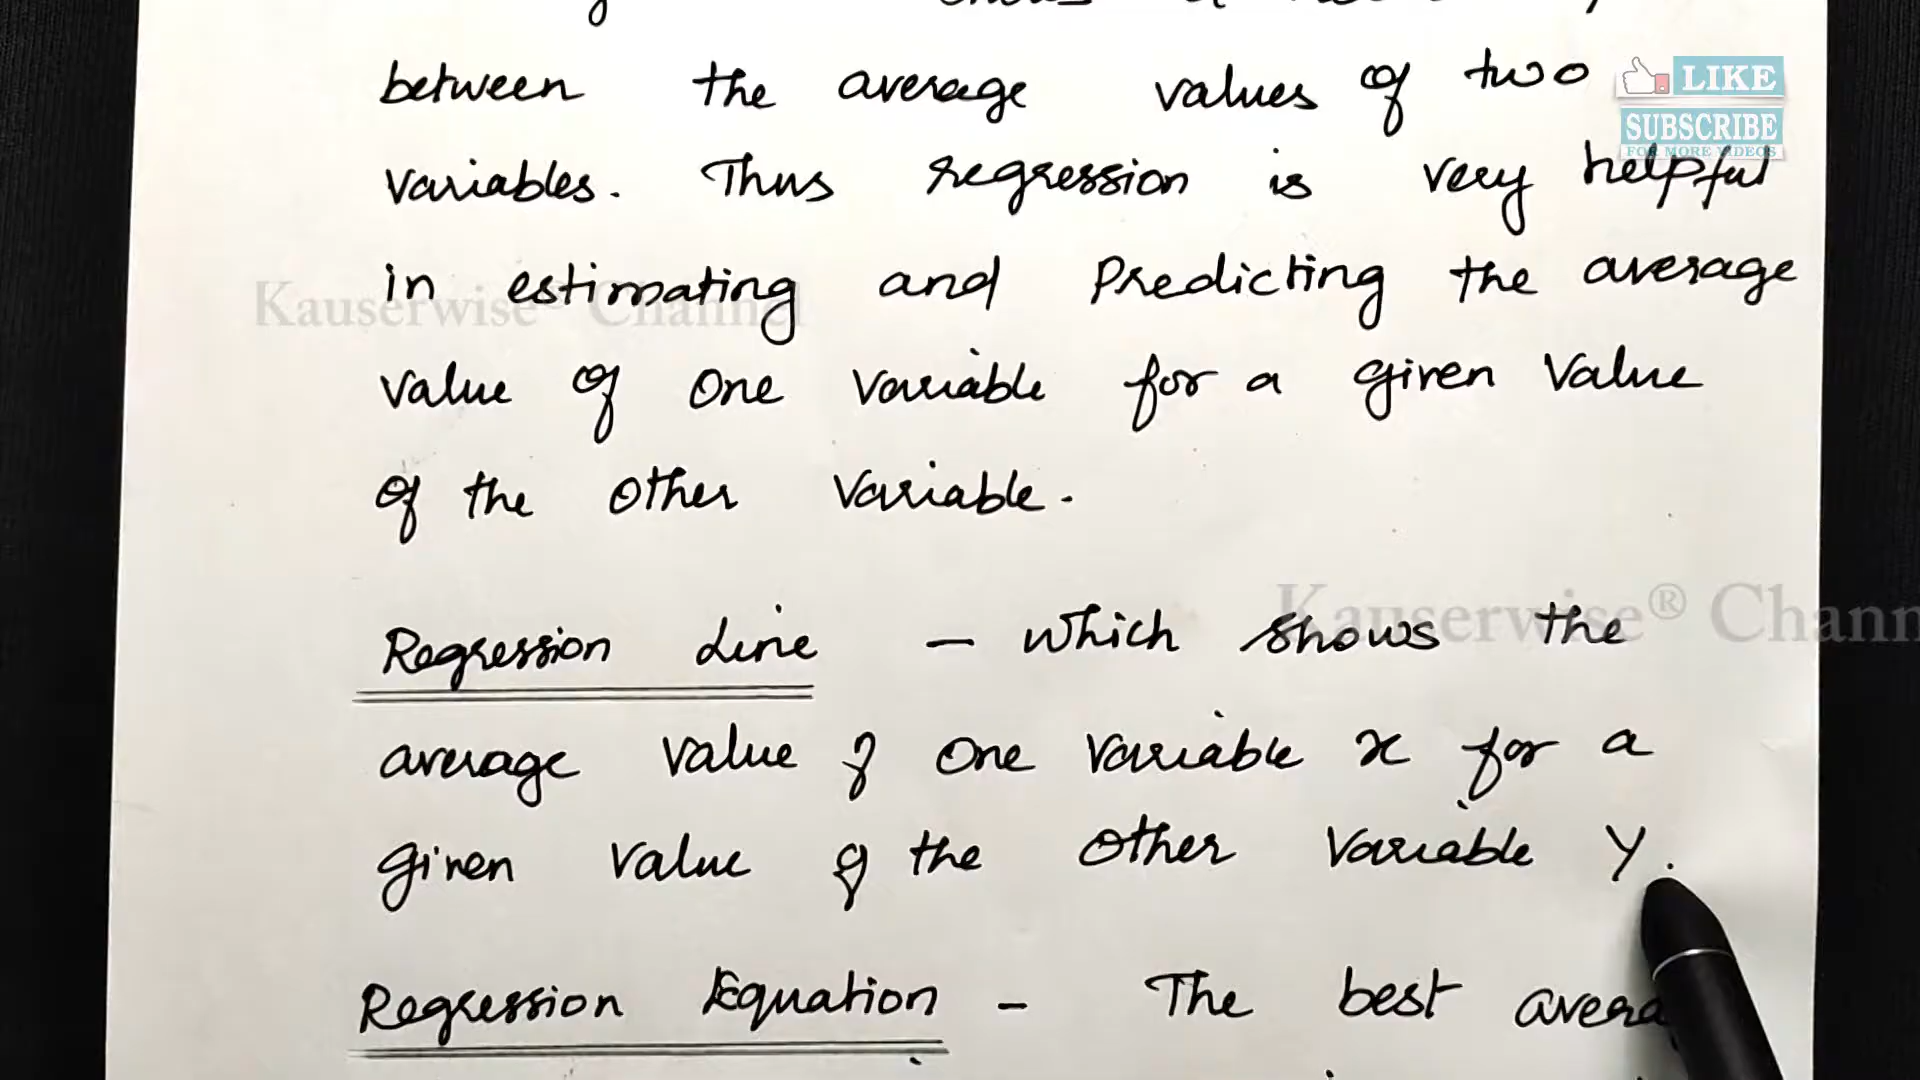 between the average values of two
variables. Thus regression is very helpful
in estimating and Predicting the average
value of one variable for a given value
of the other variable.
Regression Line - which shows the
average value of one variable x for a
given value of the other variable Y.
Regression Equation - The best avera
LIKE
SUBSCRIBE
FOR MORE VIDEOS
Kauserwise® Channel
Kauserwise® Chann